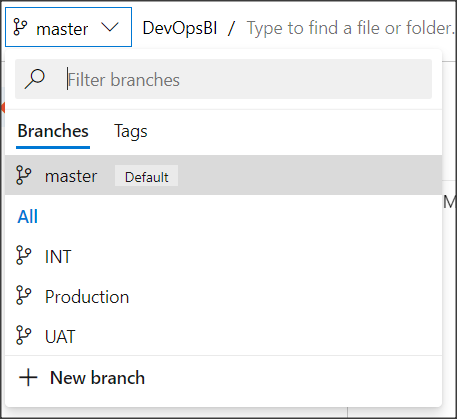 master DevOpsBI / Type to find a file or folder.
Filter branches
Branches Tags
master Default
M
All
INT
Production
UAT
New branch